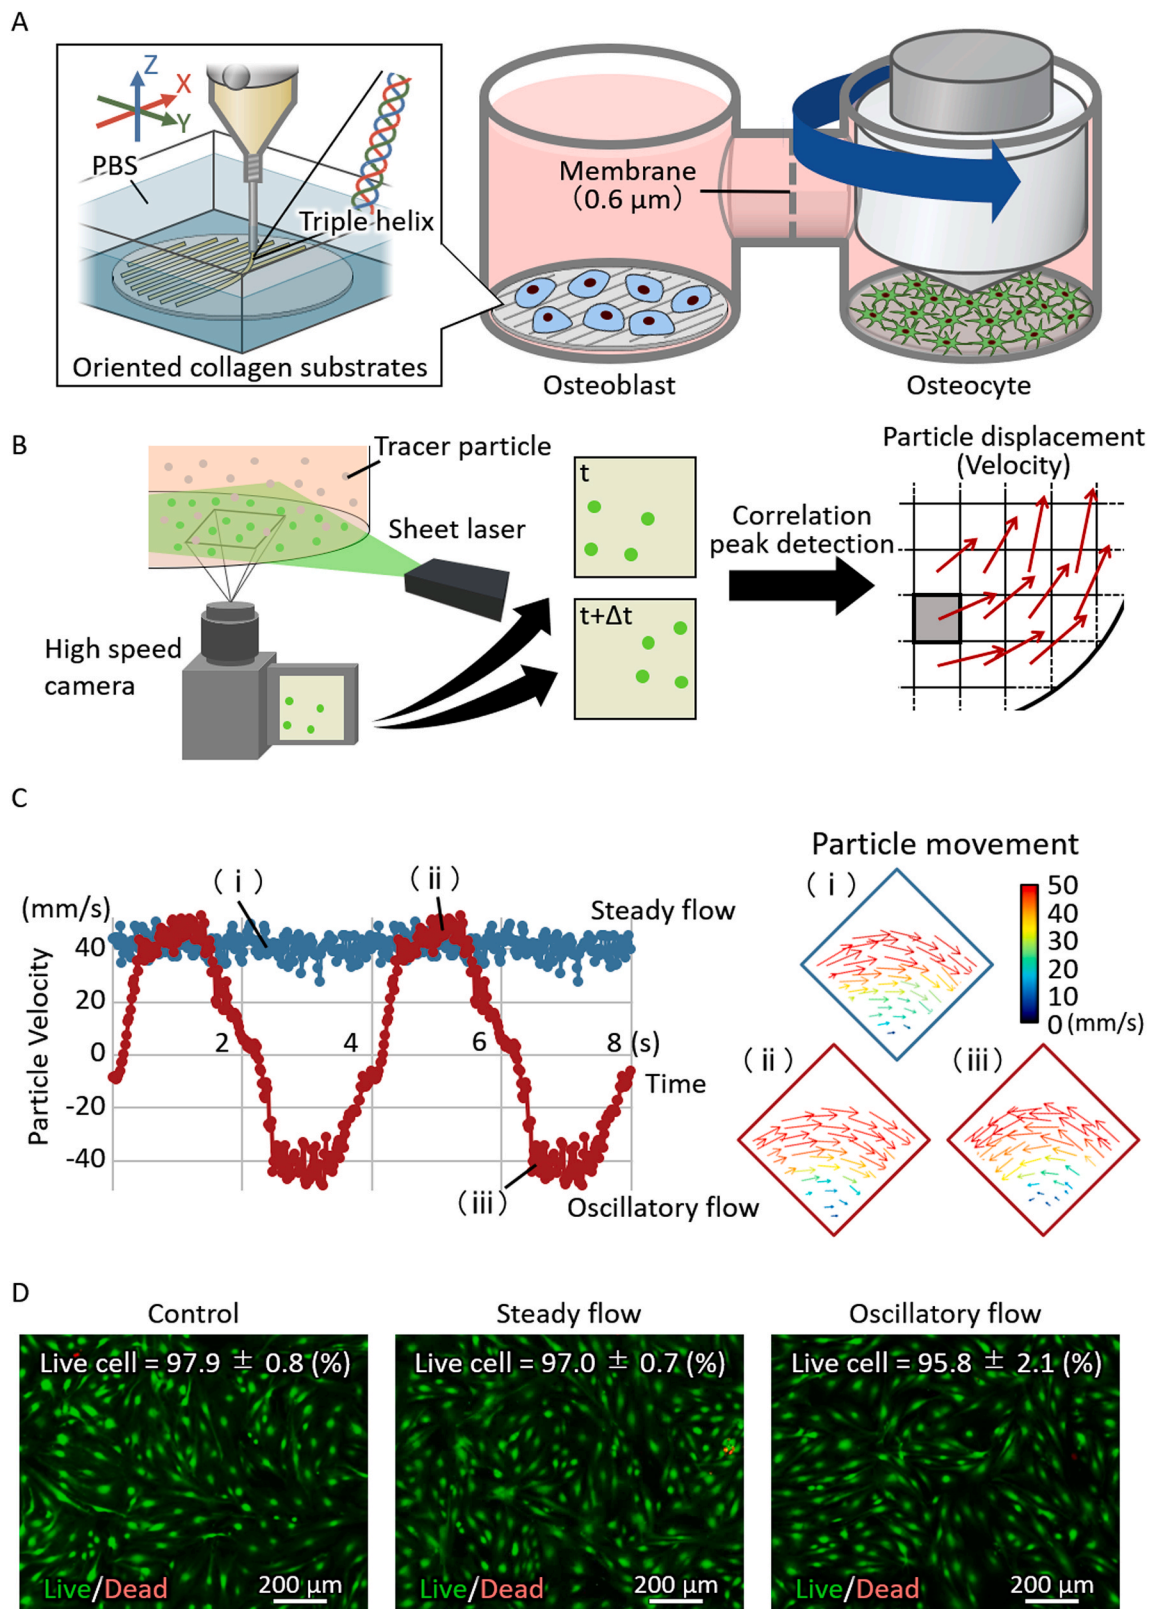 A
Z
X
Y
PBS
Triple helix
Oriented collagen substrates
Membrane
(0.6 μm)
Osteoblast
Osteocyte
B
Tracer particle
Sheet laser
High speed
camera
t
t+Δt
Correlation
peak detection
Particle displacement
(Velocity)
C
(mm/s)
Particle Velocity
40
20
0
-20
-40
2
4
6
8 (s)
Time
(i)
(ii)
(iii)
Steady flow
Oscillatory flow
Particle movement
(i)
50
40
30
20
10
0 (mm/s)
(ii)
(iii)
D
Control
Live cell = 97.9 ± 0.8 (%)
Live/Dead
200 μm
Steady flow
Live cell = 97.0 ± 0.7 (%)
Live/Dead
200 μm
Oscillatory flow
Live cell = 95.8 ± 2.1 (%)
Live/Dead
200 μm